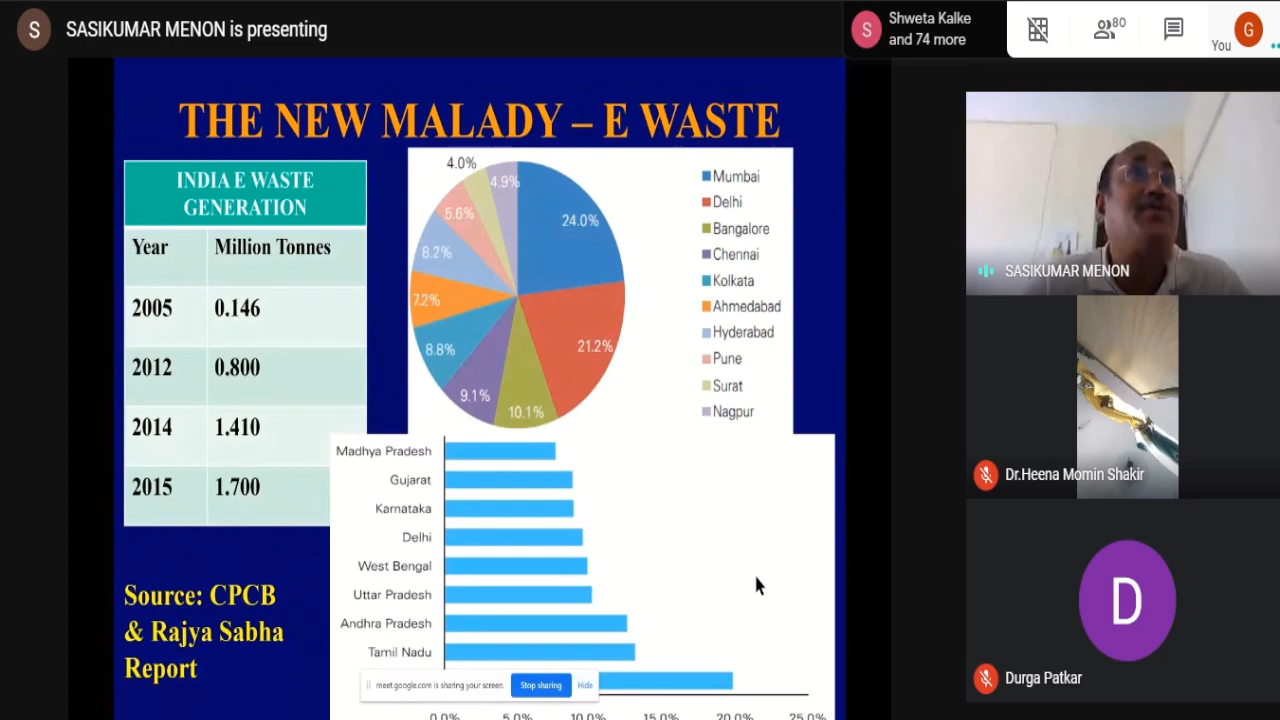 S
SASIKUMAR MENON is presenting
S
Shweta Kalke
and 74 more
80
You
G
THE NEW MALADY – E WASTE
INDIA E WASTE
GENERATION
Year Million Tonnes
2005 0.146
2012 0.800
2014 1.410
2015 1.700
Source: CPCB
& Rajya Sabha
Report
4.0%
4.9%
24.0%
5.6%
8.2%
7.2%
21.2%
8.8%
9.1%
10.1%
Mumbai
Delhi
Bangalore
Chennai
Kolkata
Ahmedabad
Hyderabad
Pune
Surat
Nagpur
Madhya Pradesh
Gujarat
Karnataka
Delhi
West Bengal
Uttar Pradesh
Andhra Pradesh
Tamil Nadu
meet.google.com is sharing your screen. Stop sharing Hide
0.0% 5.0% 10.0% 15.0% 20.0% 25.0%
SASIKUMAR MENON
Dr.Heena Momin Shakir
D
Durga Patkar